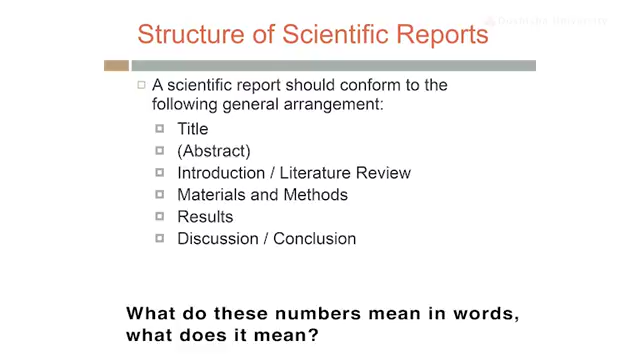 Structure of Scientific Reports
A scientific report should conform to the
following general arrangement:
Title
(Abstract)
Introduction / Literature Review
Materials and Methods
Results
Discussion / Conclusion
What do these numbers mean in words,
what does it mean?